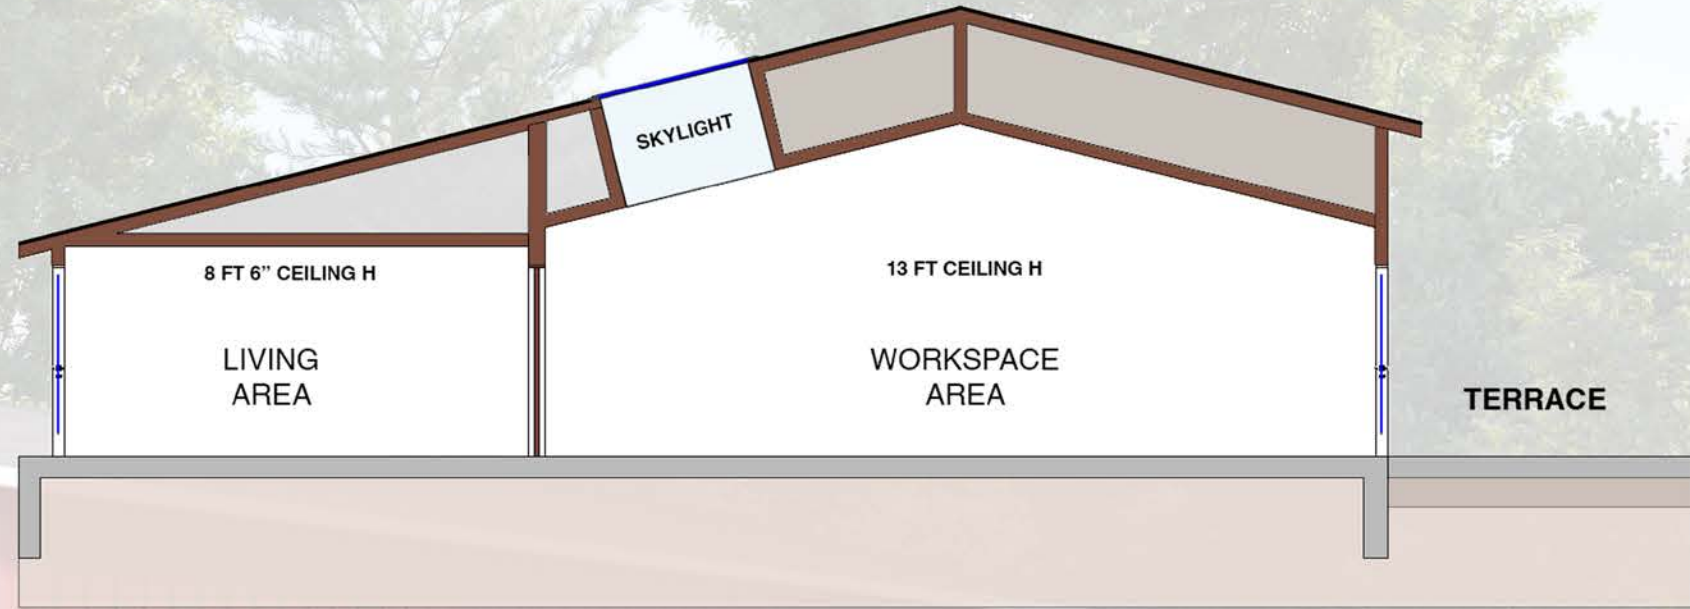 SKYLIGHT
8 FT 6” CEILING H
13 FT CEILING H
LIVING
AREA
WORKSPACE
AREA
TERRACE